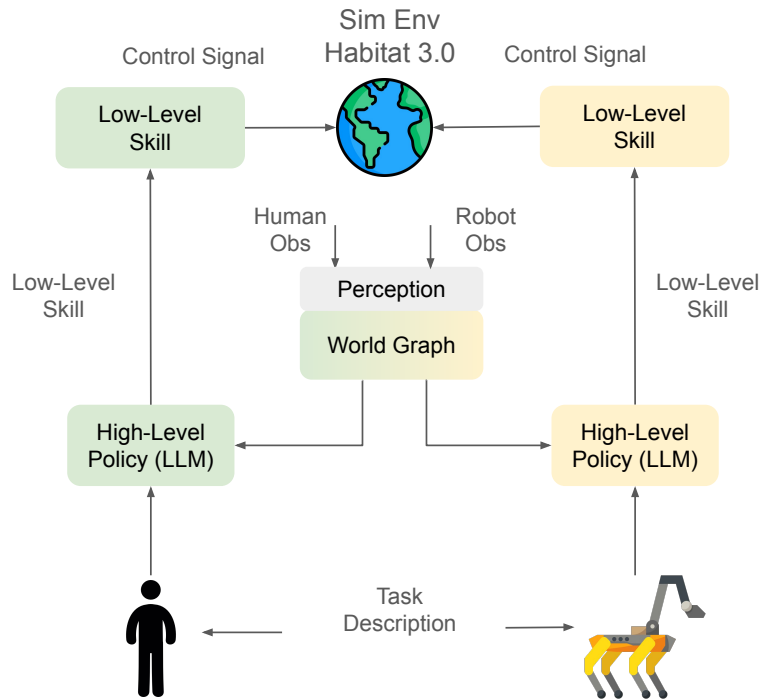 Sim Env
Habitat 3.0
Control Signal
Control Signal
Low-Level
Skill
Low-Level
Skill
Human
Obs
Robot
Obs
Perception
World Graph
Low-Level
Skill
Low-Level
Skill
High-Level
Policy (LLM)
High-Level
Policy (LLM)
Task
Description